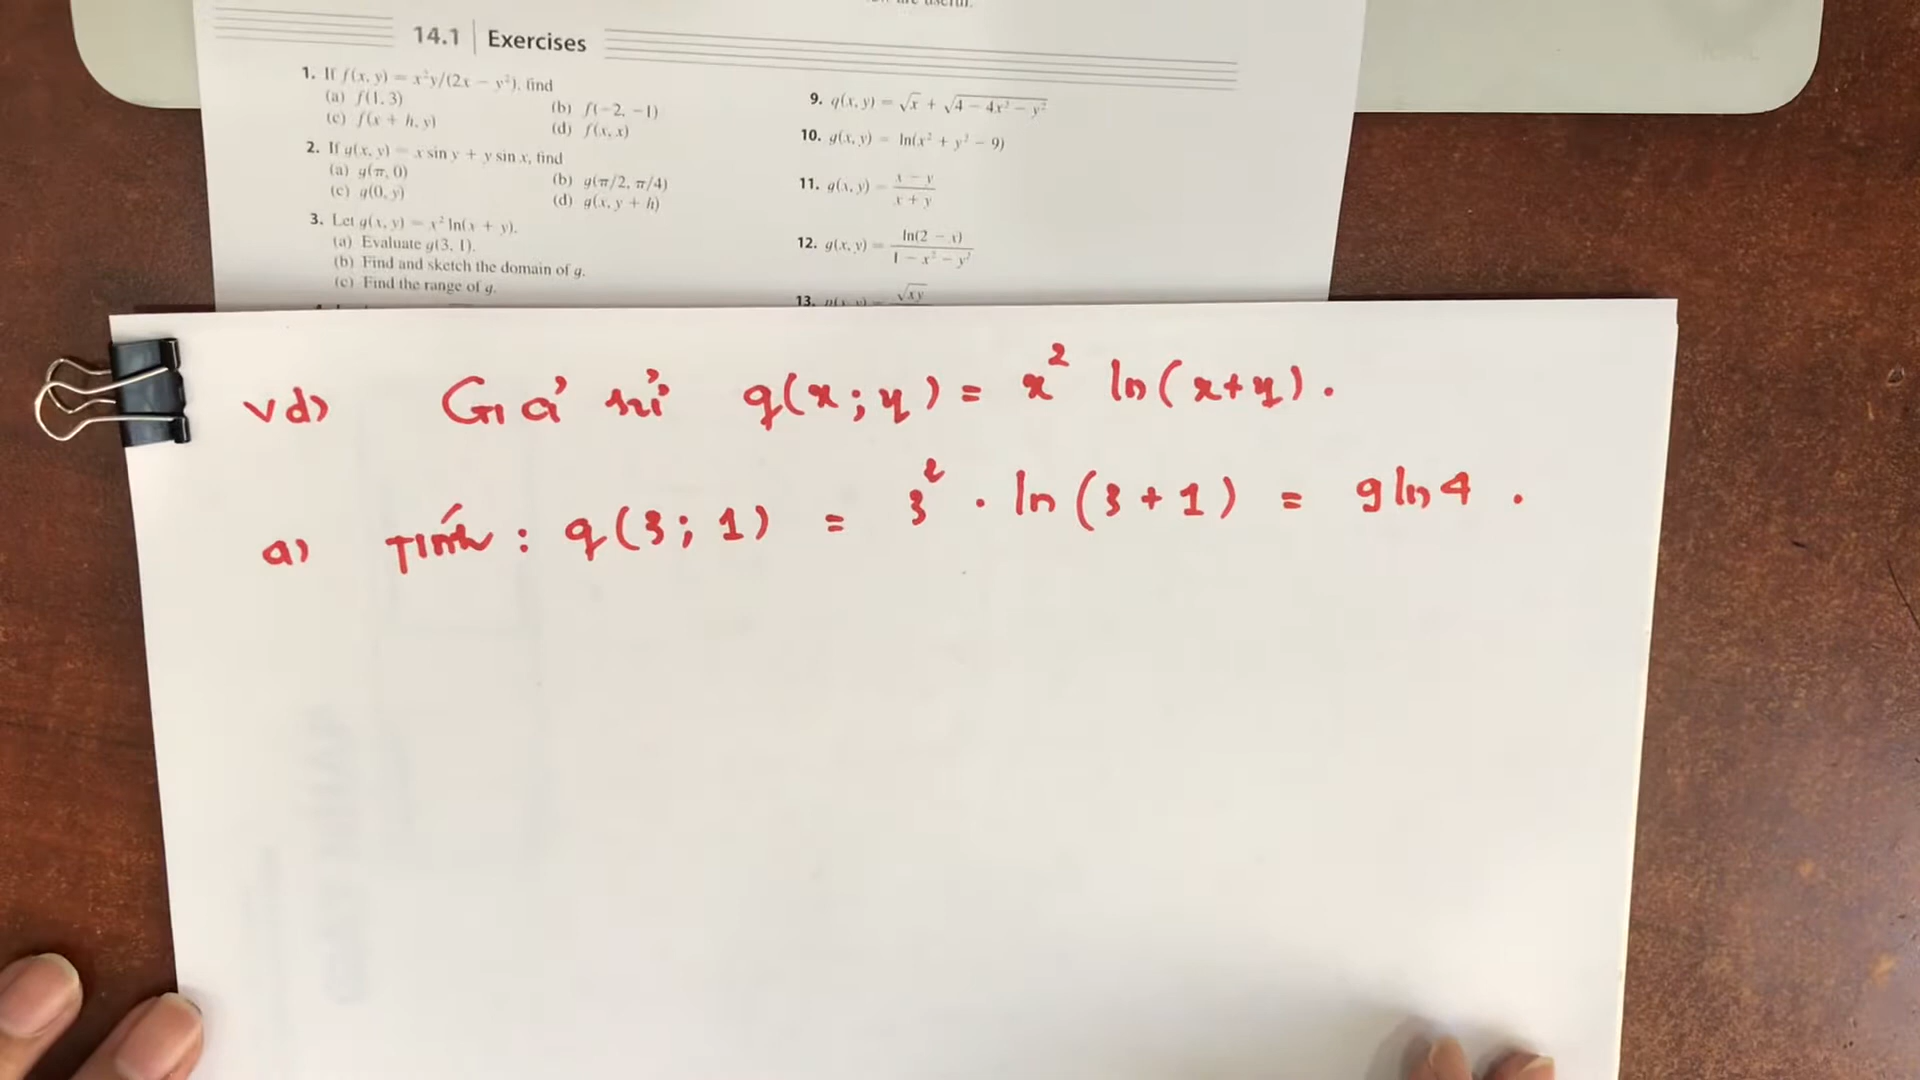 14.1 Exercises
1. If f(x, y) = x²y/(2x − y²), find
(a) f(1, 3)
(b) f(−2, −1)
(c) f(x + h, y)
(d) f(x, x)
2. If g(x, y) = x sin y + y sin x, find
(a) g(π, 0)
(b) g(π/2, π/4)
(c) g(0, y)
(d) g(x, y + h)
3. Let g(x, y) = x² ln(x + y).
(a) Evaluate g(3, 1).
(b) Find and sketch the domain of g.
(c) Find the range of g.
9. g(x, y) = √x + √(4 − 4x² − y²)
10. g(x, y) = ln(x² + y² − 9)
11. g(x, y) = (x − y)/(x + y)
12. g(x, y) = ln(2 − x)/(1 − x² − y²)
13. √xy
vd) Giả sử g(x;y) = x² ln(x+y).
a) Tính : g(3; 1) = 3² . ln(3+1) = 9ln4 .